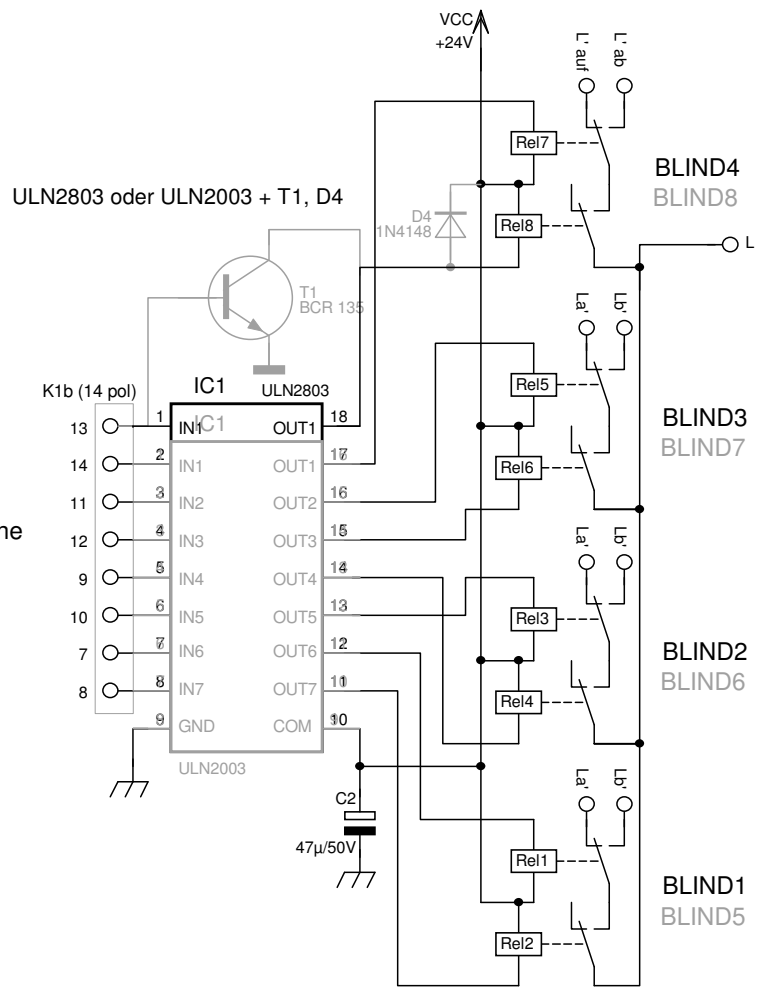 VCC
+24V
L' auf
L' ab
Rel7
BLIND4
BLIND8
ULN2803 oder ULN2003 + T1, D4
D4
1N4148
Rel8
L
T1
BCR 135
La'
Lb'
Rel5
BLIND3
BLIND7
Rel6
K1b (14 pol)
IC1
ULN2803
IC1
13
1
IN1
OUT1
18
14
2
IN1
OUT1
17
11
3
IN2
OUT2
16
12
4
IN3
OUT3
15
ne
9
5
IN4
OUT4
14
10
6
IN5
OUT5
13
7
7
IN6
OUT6
12
8
8
IN7
OUT7
11
9
GND
COM
10
ULN2003
La'
Lb'
Rel3
BLIND2
BLIND6
Rel4
C2
47µ/50V
La'
Lb'
Rel1
BLIND1
BLIND5
Rel2